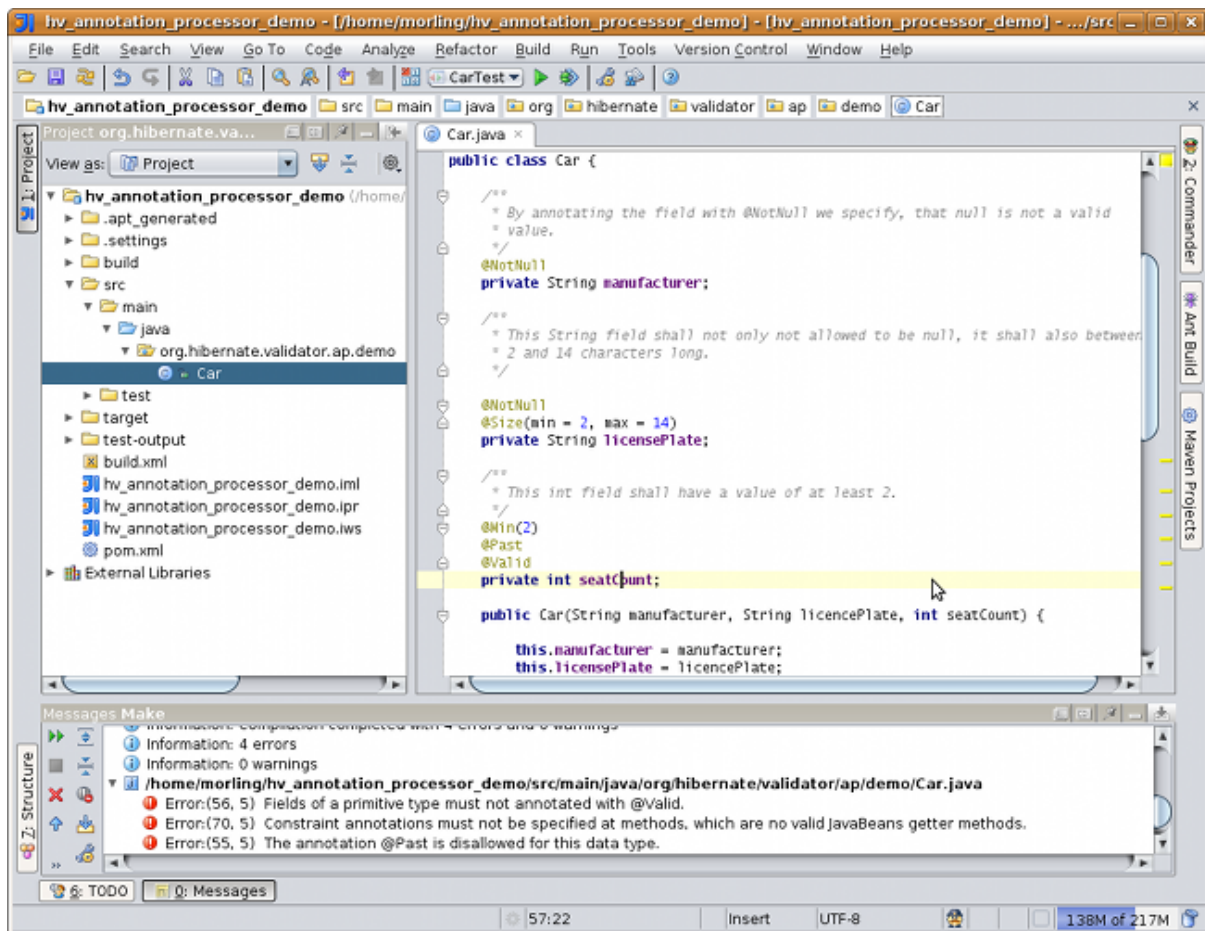 hv_annotation_processor_demo - [/home/morling/hv_annotation_processor_demo] - [hv_annotation_processor_demo] - .../src
File Edit Search View Go To Code Analyze Refactor Build Run Tools Version Control Window Help
CarTest
hv_annotation_processor_demo src main java org hibernate validator ap demo Car
1: Project
Project org.hibernate.va...
View as: Project
hv_annotation_processor_demo (/home/
.apt_generated
.settings
build
src
main
java
org.hibernate.validator.ap.demo
Car
test
target
test-output
build.xml
hv_annotation_processor_demo.iml
hv_annotation_processor_demo.ipr
hv_annotation_processor_demo.iws
pom.xml
External Libraries
Car.java
public class Car {
/**
* By annotating the field with @NotNull we specify, that null is not a valid
* value.
*/
@NotNull
private String manufacturer;
/**
* This String field shall not only not allowed to be null, it shall also between
* 2 and 14 characters long.
*/
@NotNull
@Size(min = 2, max = 14)
private String licensePlate;
/**
* This int field shall have a value of at least 2.
*/
@Min(2)
@Past
@Valid
private int seatCount;
public Car(String manufacturer, String licencePlate, int seatCount) {
this.manufacturer = manufacturer;
this.licensePlate = licencePlate;
2: Commander
Ant Build
Maven Projects
Messages Make
Information: Compilation completed with 4 errors and 0 warnings
Information: 4 errors
Information: 0 warnings
/home/morling/hv_annotation_processor_demo/src/main/java/org/hibernate/validator/ap/demo/Car.java
Error:(56, 5) Fields of a primitive type must not annotated with @Valid.
Error:(70, 5) Constraint annotations must not be specified at methods, which are no valid JavaBeans getter methods.
Error:(55, 5) The annotation @Past is disallowed for this data type.
7: Structure
6: TODO
0: Messages
57:22 Insert UTF-8 138M of 217M